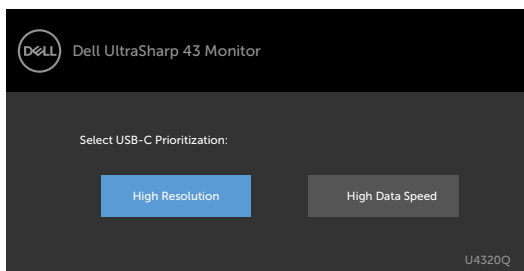 DELL Dell UltraSharp 43 Monitor
Select USB-C Prioritization:
High Resolution High Data Speed
U4320Q